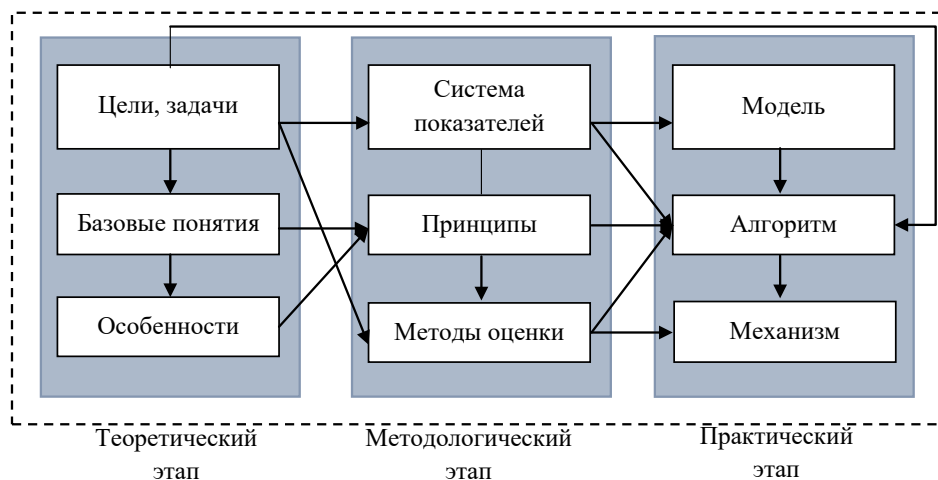 Цели, задачи
Базовые понятия
Особенности
Система
показателей
Принципы
Методы оценки
Модель
Алгоритм
Механизм
Теоретический
этап
Методологический
этап
Практический
этап